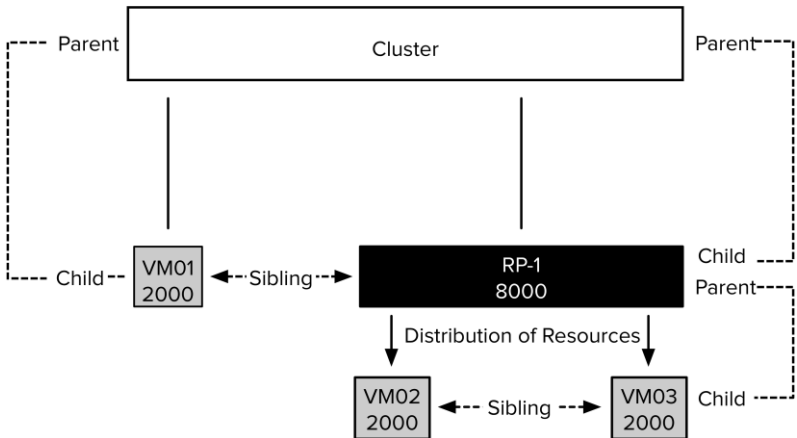 Parent
Cluster
Parent
Child
VM01
2000
Sibling
RP-1
8000
Child
Parent
Distribution of Resources
VM02
2000
Sibling
VM03
2000
Child